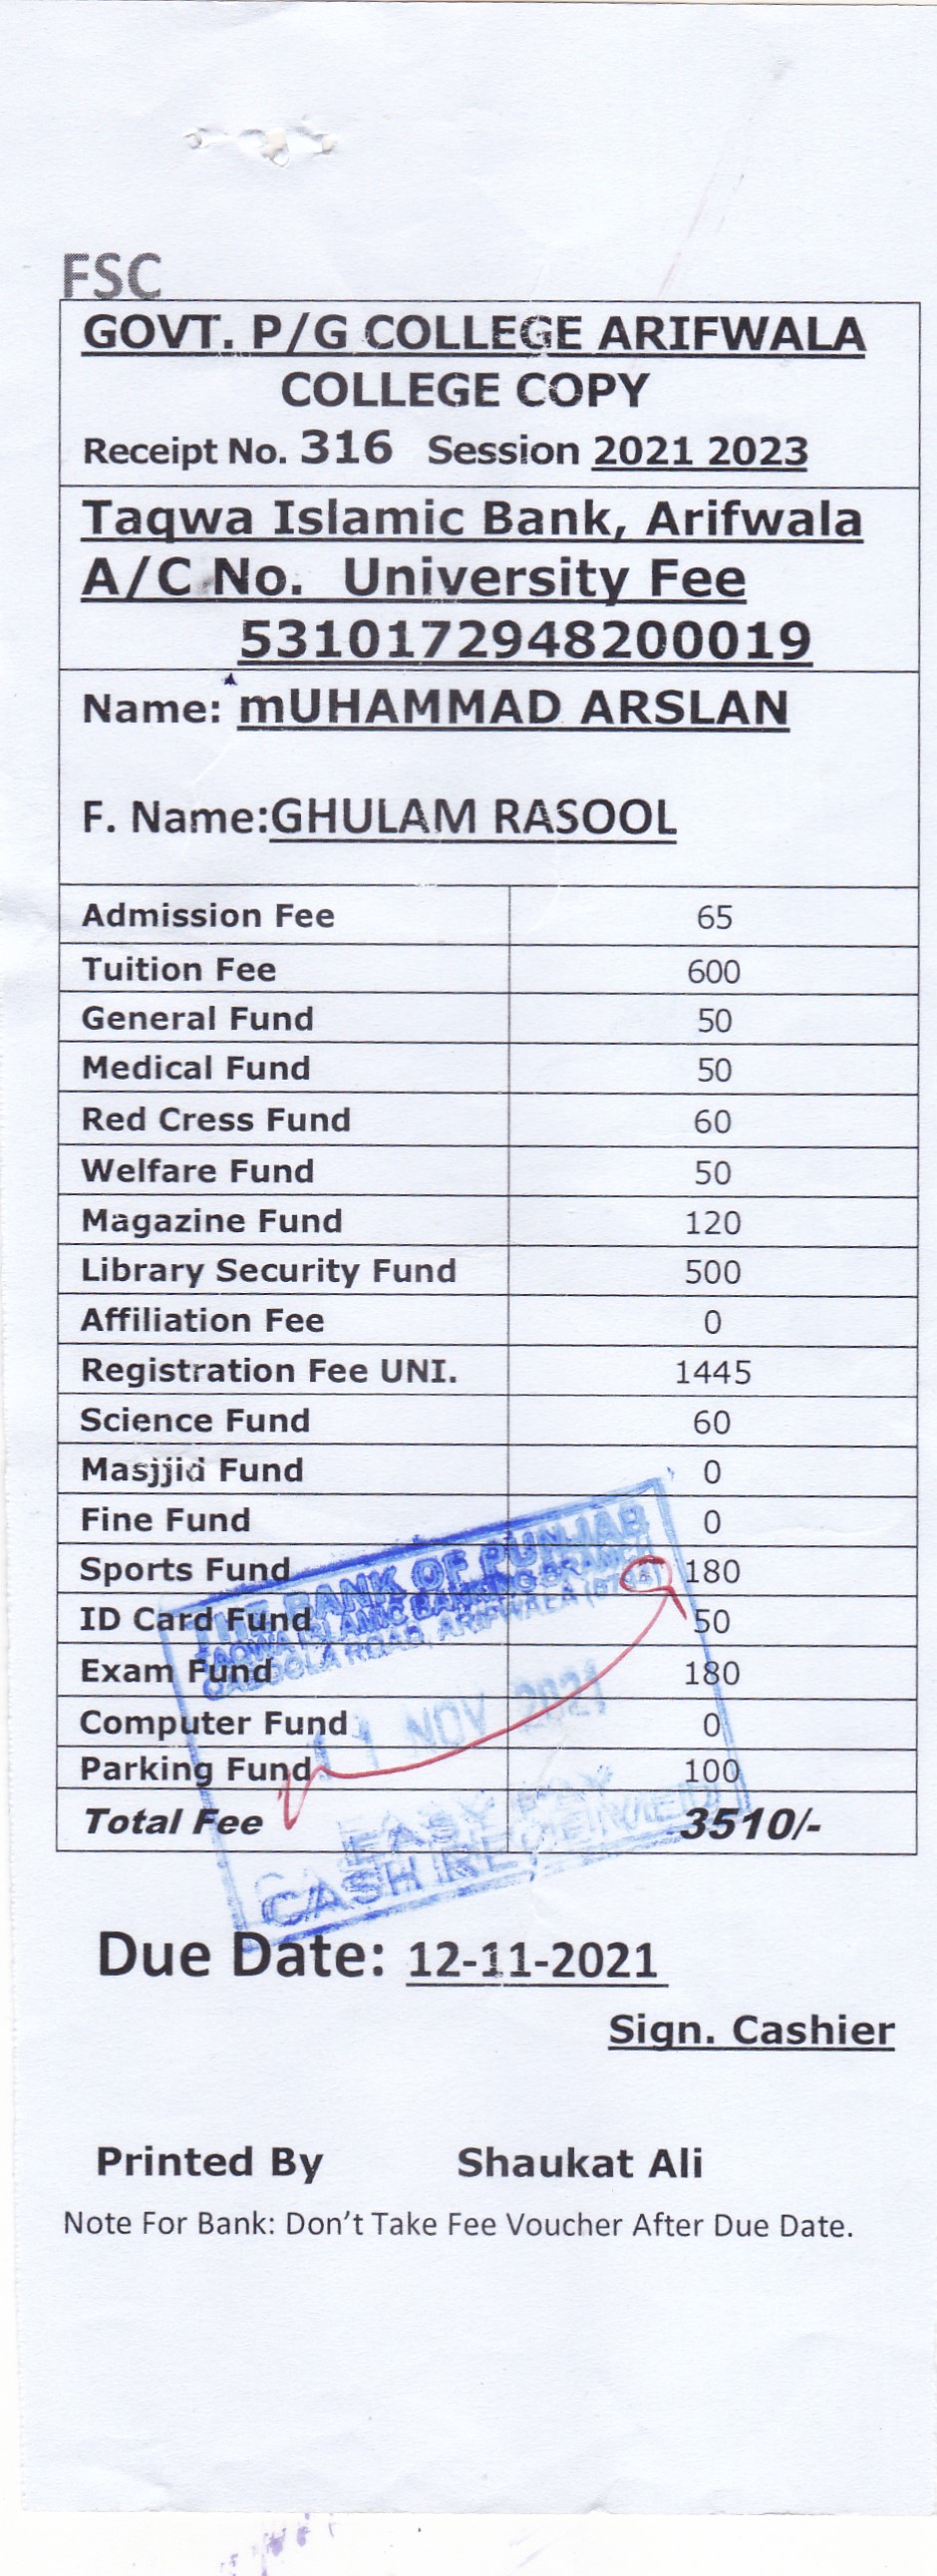 FSC
GOVT. P/G COLLEGE ARIFWALA
COLLEGE COPY
Receipt No. 316 Session 2021 2023
Taqwa Islamic Bank, Arifwala
A/C No. University Fee
5310172948200019
Name: mUHAMMAD ARSLAN
F. Name:GHULAM RASOOL
Admission Fee 65
Tuition Fee 600
General Fund 50
Medical Fund 50
Red Cress Fund 60
Welfare Fund 50
Magazine Fund 120
Library Security Fund 500
Affiliation Fee 0
Registration Fee UNI. 1445
Science Fund 60
Masjjid Fund 0
Fine Fund 0
Sports Fund 180
ID Card Fund 50
Exam Fund 180
Computer Fund 0
Parking Fund 100
Total Fee 3510/-
THE BANK OF PUNJAB
TAQWA ISLAMIC BANKING BRANCH
ROAD, ARIFWALA
11 NOV 2021
EASY PAY
CASH RECEIVED
Due Date: 12-11-2021
Sign. Cashier
Printed By Shaukat Ali
Note For Bank: Don't Take Fee Voucher After Due Date.